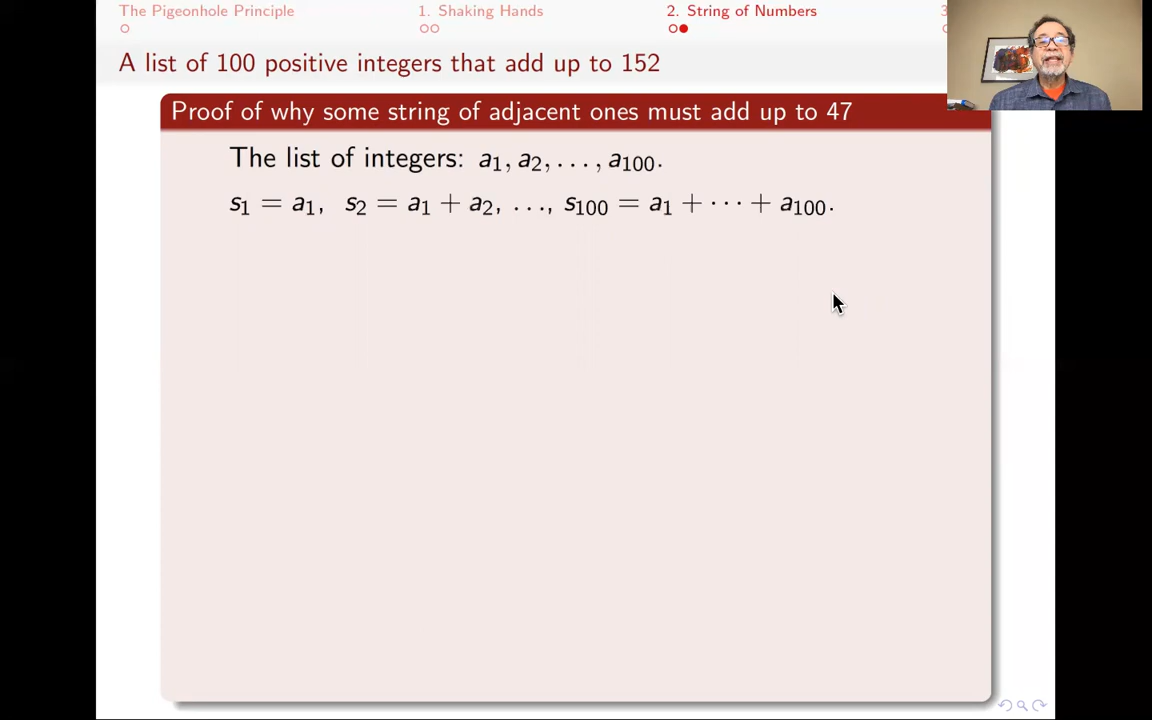 The Pigeonhole Principle 1. Shaking Hands 2. String of Numbers 3
A list of 100 positive integers that add up to 152
Proof of why some string of adjacent ones must add up to 47
The list of integers: a₁, a₂, . . . , a₁₀₀.
s₁ = a₁, s₂ = a₁ + a₂, . . ., s₁₀₀ = a₁ + · · · + a₁₀₀.